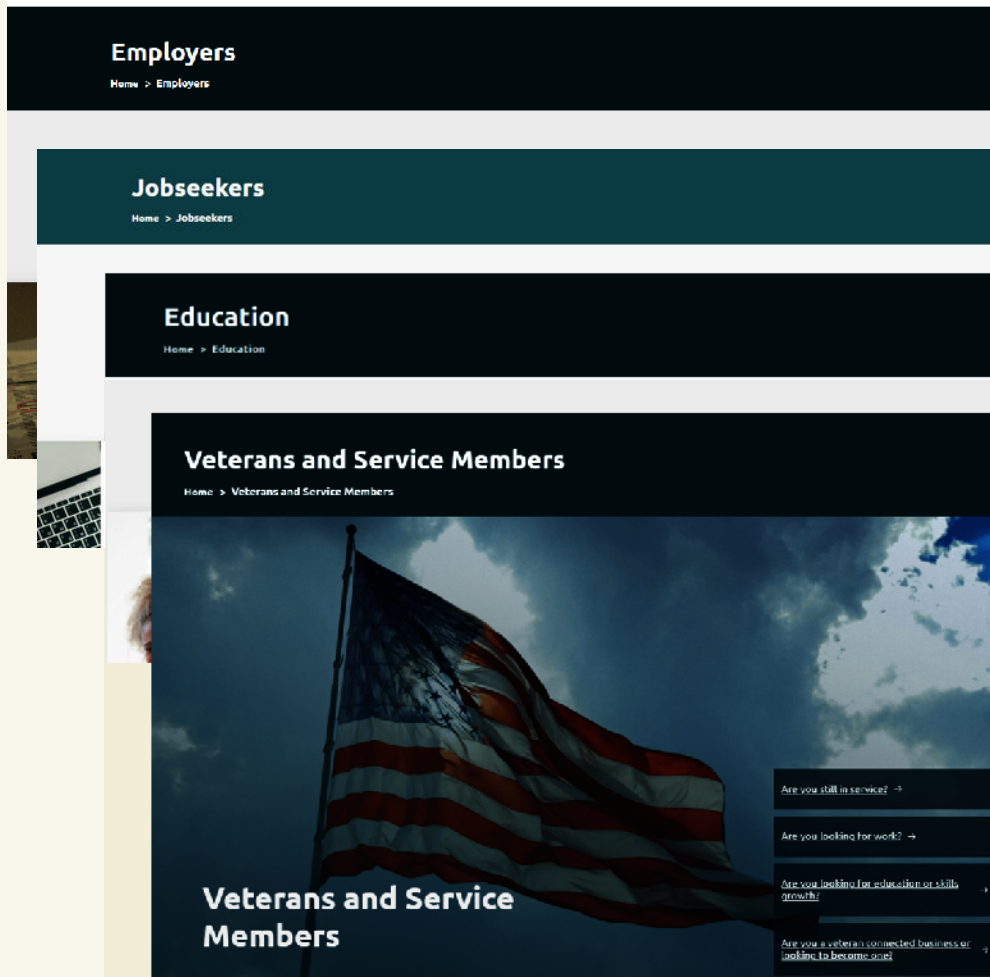 Employers
Home > Employers
Jobseekers
Home > Jobseekers
Education
Home > Education
Veterans and Service Members
Home > Veterans and Service Members
Veterans and Service
Members
Are you still in service? →
Are you looking for work? →
Are you looking for education or skills →
growth?
Are you a veteran connected business or →
looking to become one?